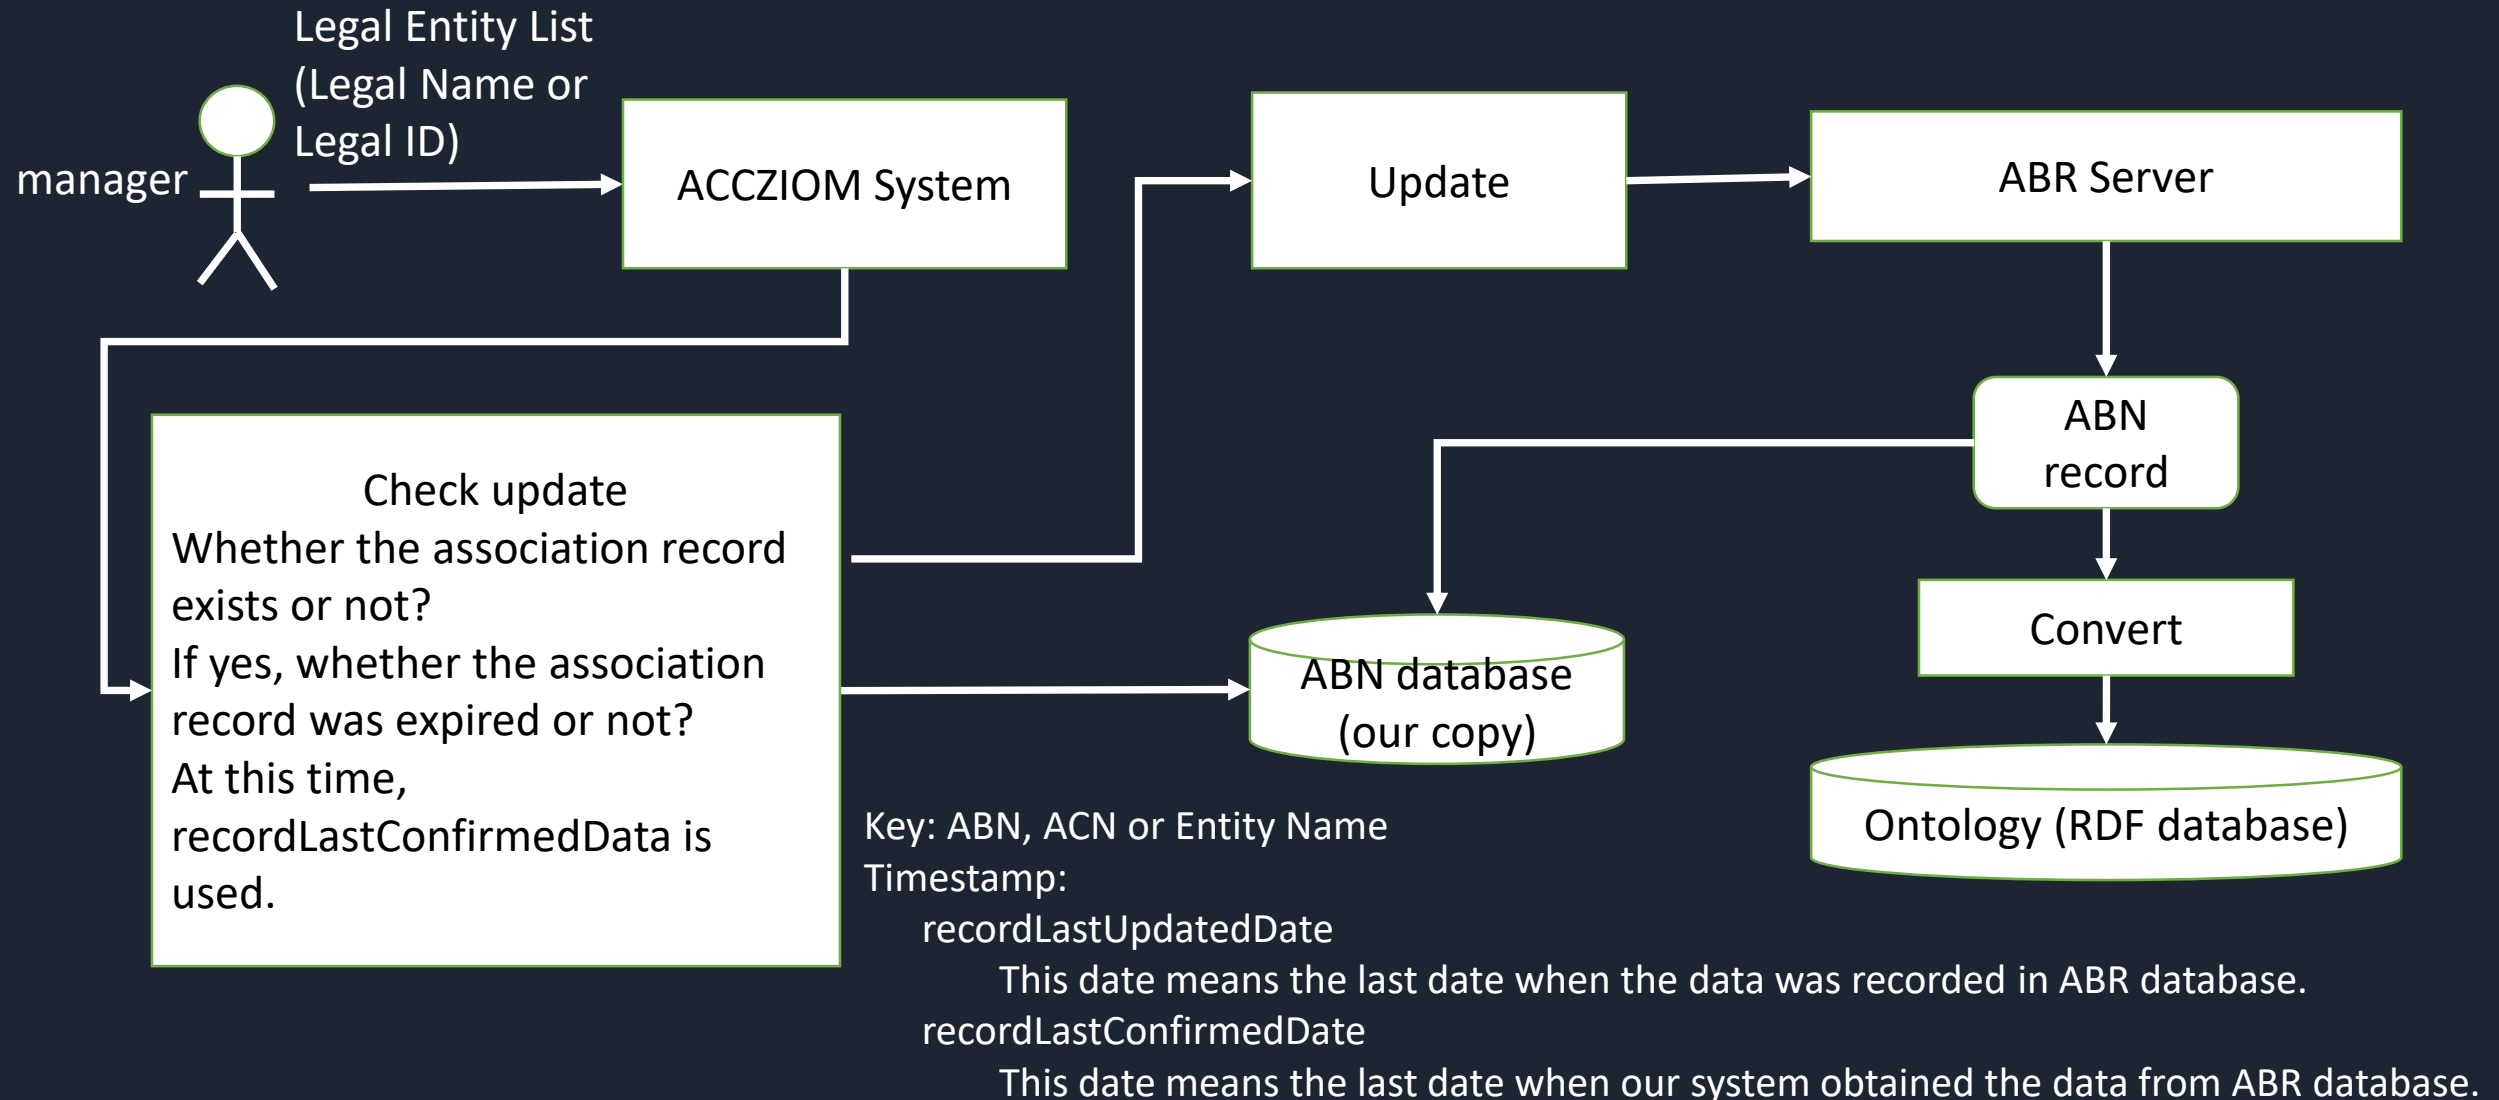 Legal Entity List
(Legal Name or
Legal ID)
manager
ACCZIOM System
Update
ABR Server
ABN
record
Check update
Whether the association record
exists or not?
If yes, whether the association
record was expired or not?
At this time,
recordLastConfirmedData is
used.
Convert
ABN database
(our copy)
Ontology (RDF database)
Key: ABN, ACN or Entity Name
Timestamp:
recordLastUpdatedDate
This date means the last date when the data was recorded in ABR database.
recordLastConfirmedDate
This date means the last date when our system obtained the data from ABR database.